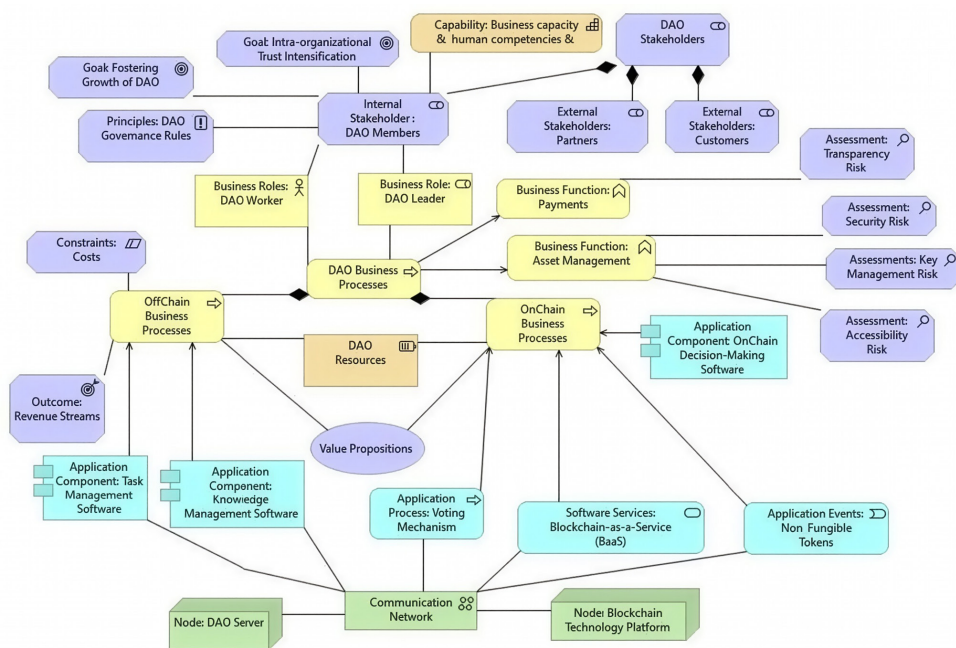 Capability: Business capacity
& human competencies &
DAO
Stakeholders
Goal: Intra-organizational
Trust Intensification
Goak Fostering
Growth of DAO
Internal
Stakeholder:
DAO Members
External
Stakeholders:
Partners
External
Stakeholders:
Customers
Principles: DAO
Governance Rules
Assessment:
Transparency
Risk
Business Roles:
DAO Worker
Business Role:
DAO Leader
Business Function:
Payments
Assessment:
Security Risk
Constraints:
Costs
Business Function:
Asset Management
Assessments: Key
Management Risk
DAO Business
Processes
OffChain
Business
Processes
OnChain
Business
Processes
Application
Component OnChain
Decision-Making
Software
Assessment:
Accessibility
Risk
DAO
Resources
Outcome:
Revenue Streams
Value Propositions
Application
Component: Task
Management
Software
Application
Component:
Knowledge
Management Software
Application
Process: Voting
Mechanism
Software Services:
Blockchain-as-a-Service
(BaaS)
Application Events:
Non Fungible
Tokens
Communication
Network
Node: DAO Server
Node: Blockchain
Technology Platform